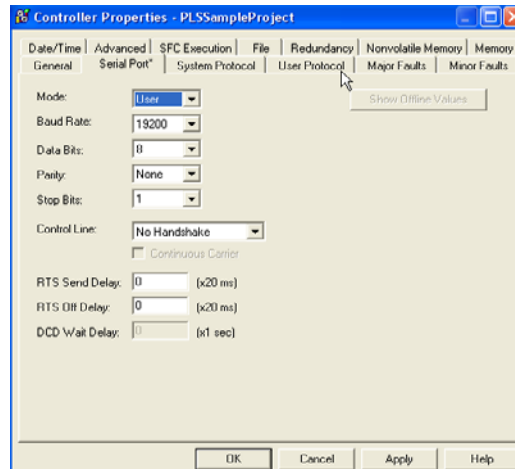 Controller Properties - PLSSampleProject
Date/Time Advanced SFC Execution File Redundancy Nonvolatile Memory Memory
General Serial Port* System Protocol User Protocol Major Faults Minor Faults
Mode: User Show Offline Values
Baud Rate: 19200
Data Bits: 8
Parity: None
Stop Bits: 1
Control Line: No Handshake
Continuous Carrier
RTS Send Delay: 0 (x20 ms)
RTS Off Delay: 0 (x20 ms)
DCD Wait Delay: 0 (x1 sec)
OK Cancel Apply Help